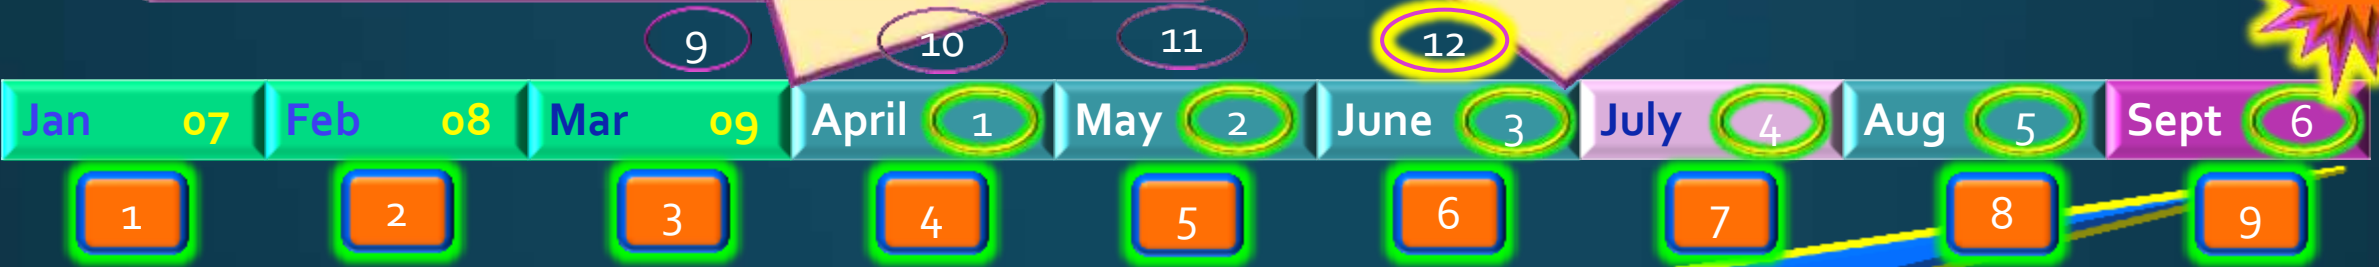 9 10 11 12
Jan 07 Feb 08 Mar 09 April 1 May 2 June 3 July 4 Aug 5 Sept 6
1 2 3 4 5 6 7 8 9